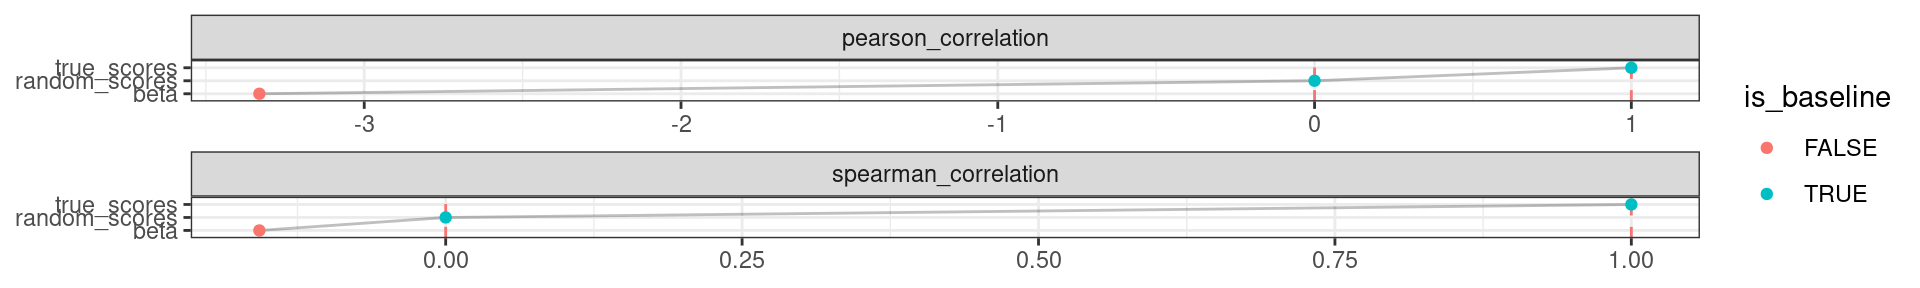 pearson_correlation
true_scores
random_scores
beta
-3 -2 -1 0 1
spearman_correlation
true_scores
random_scores
beta
0.00 0.25 0.50 0.75 1.00
is_baseline
FALSE
TRUE